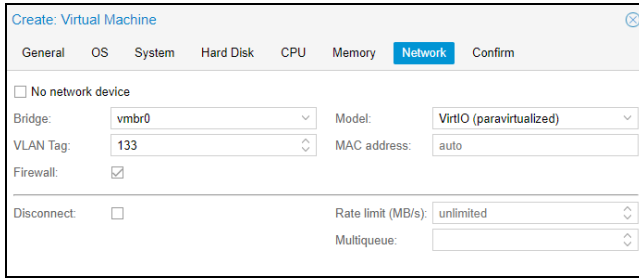 Create: Virtual Machine
General OS System Hard Disk CPU Memory Network Confirm
No network device
Bridge: vmbr0 Model: VirtIO (paravirtualized)
VLAN Tag: 133 MAC address: auto
Firewall:
Disconnect: Rate limit (MB/s): unlimited
Multiqueue: